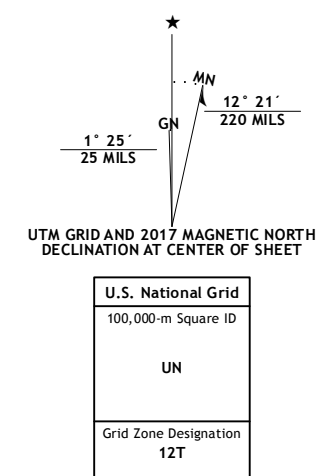 ★
MN
GN
12° 21´
220 MILS
1° 25´
25 MILS
UTM GRID AND 2017 MAGNETIC NORTH
DECLINATION AT CENTER OF SHEET
U.S. National Grid
100,000-m Square ID
UN
Grid Zone Designation
12T